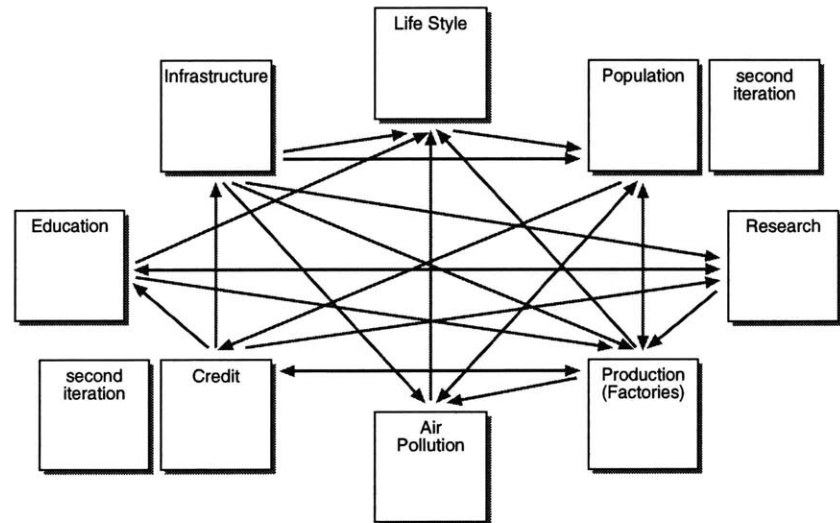 Life Style
Infrastructure
Population
second
iteration
Education
Research
second
iteration
Credit
Production
(Factories)
Air
Pollution